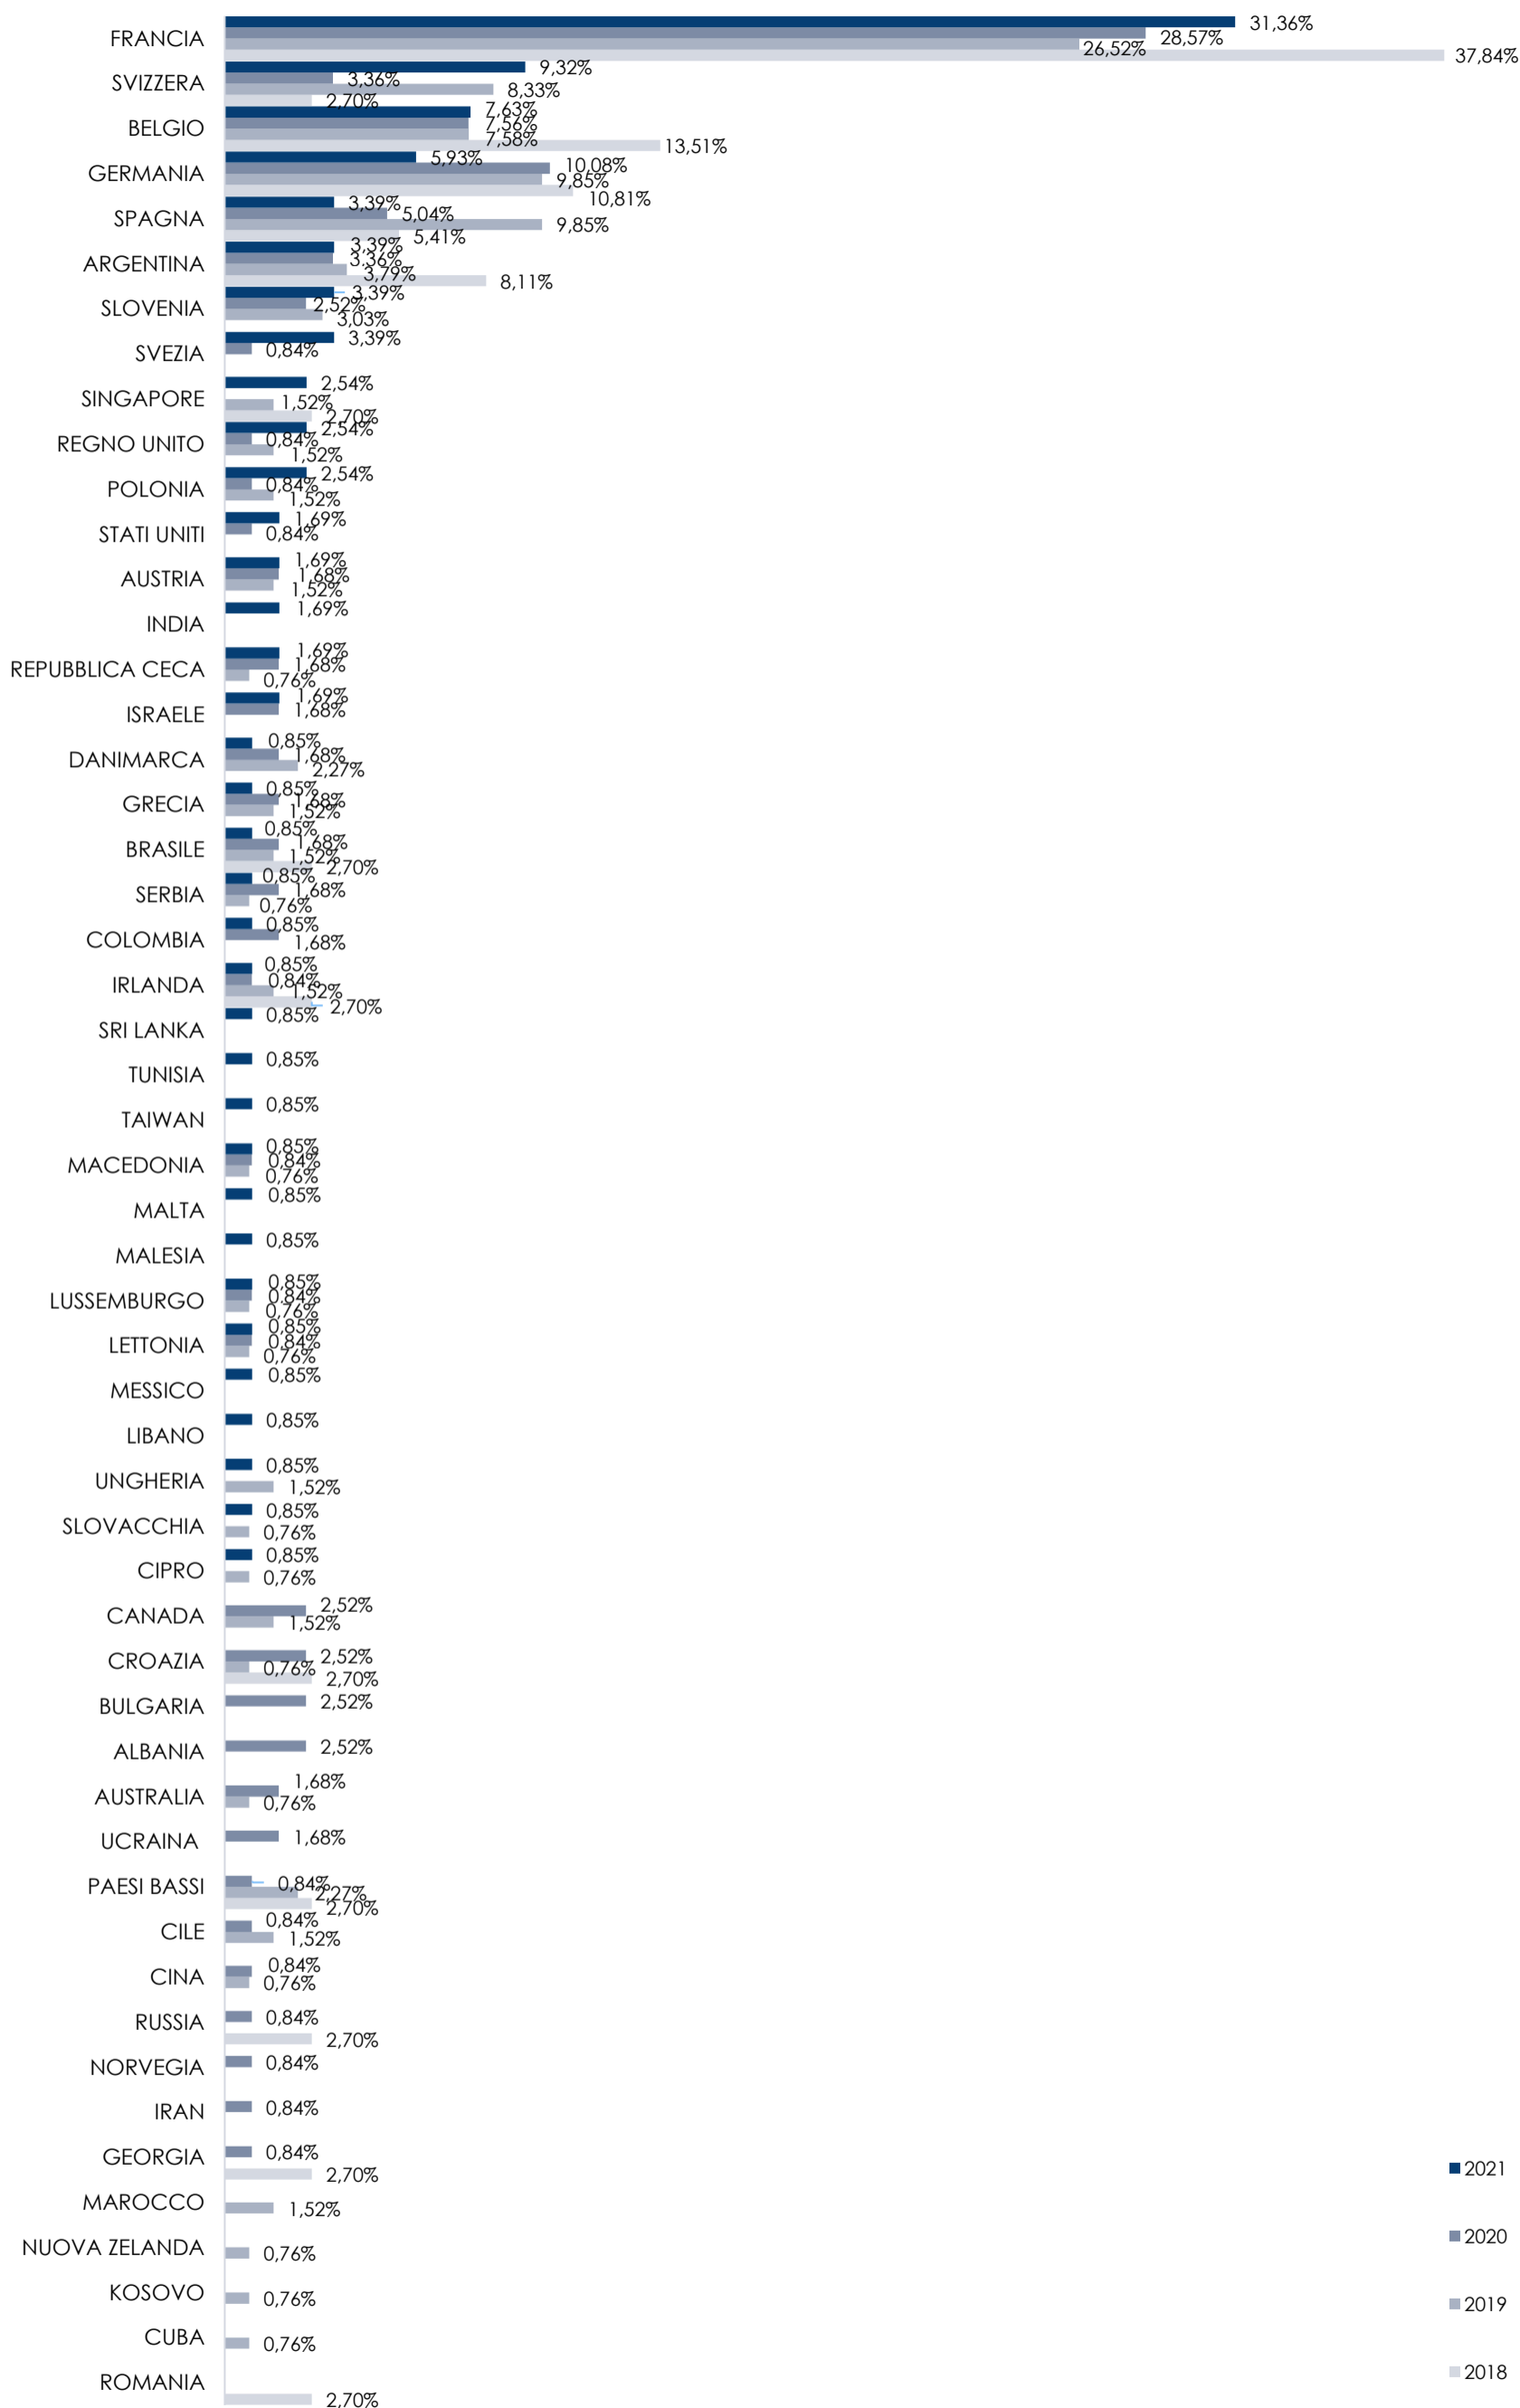 FRANCIA
31,36%
28,57%
26,52%
37,84%
SVIZZERA
9,32%
3,36%
8,33%
2,70%
BELGIO
7,63%
7,56%
7,58%
13,51%
GERMANIA
5,93%
10,08%
9,85%
10,81%
SPAGNA
3,39%
5,04%
9,85%
5,41%
ARGENTINA
3,39%
3,36%
3,79%
8,11%
SLOVENIA
3,39%
2,52%
3,03%
SVEZIA
3,39%
0,84%
SINGAPORE
2,54%
1,52%
2,70%
REGNO UNITO
2,54%
0,84%
1,52%
POLONIA
2,54%
0,84%
1,52%
STATI UNITI
1,69%
0,84%
AUSTRIA
1,69%
1,68%
1,52%
INDIA
1,69%
REPUBBLICA CECA
1,69%
1,68%
0,76%
ISRAELE
1,69%
1,68%
DANIMARCA
0,85%
1,68%
2,27%
GRECIA
0,85%
1,68%
1,52%
BRASILE
0,85%
1,68%
1,52%
2,70%
SERBIA
0,85%
1,68%
0,76%
COLOMBIA
0,85%
1,68%
IRLANDA
0,85%
0,84%
1,52%
2,70%
SRI LANKA
0,85%
TUNISIA
0,85%
TAIWAN
0,85%
MACEDONIA
0,85%
0,84%
0,76%
MALTA
0,85%
MALESIA
0,85%
LUSSEMBURGO
0,85%
0,84%
0,76%
LETTONIA
0,85%
0,84%
0,76%
MESSICO
0,85%
LIBANO
0,85%
UNGHERIA
0,85%
1,52%
SLOVACCHIA
0,85%
0,76%
CIPRO
0,85%
0,76%
CANADA
2,52%
1,52%
CROAZIA
2,52%
0,76%
2,70%
BULGARIA
2,52%
ALBANIA
2,52%
AUSTRALIA
1,68%
0,76%
UCRAINA
1,68%
PAESI BASSI
0,84%
2,27%
2,70%
CILE
0,84%
1,52%
CINA
0,84%
0,76%
RUSSIA
0,84%
2,70%
NORVEGIA
0,84%
IRAN
0,84%
GEORGIA
0,84%
2,70%
MAROCCO
1,52%
NUOVA ZELANDA
0,76%
KOSOVO
0,76%
CUBA
0,76%
ROMANIA
2,70%
2021
2020
2019
2018